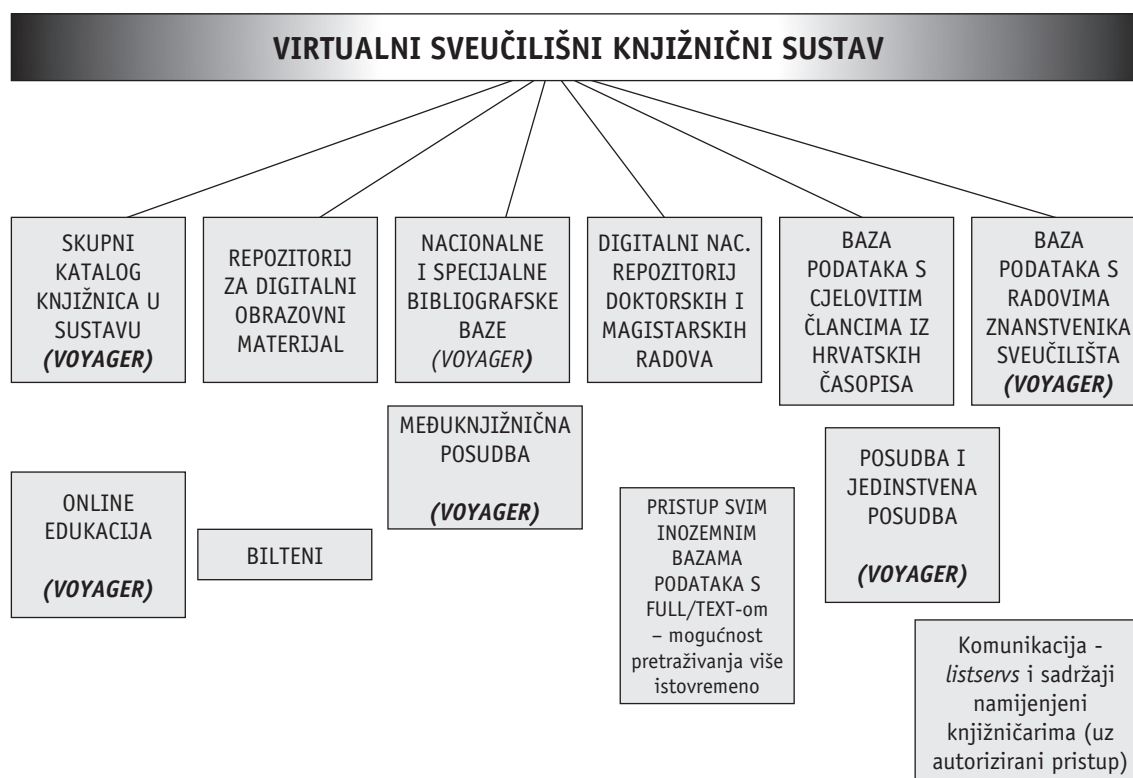 VIRTUALNI SVEUČILIŠNI KNJIŽNIČNI SUSTAV
SKUPNI
KATALOG
KNJIŽNICA U
SUSTAVU
(VOYAGER)
REPOZITORIJ
ZA DIGITALNI
OBRAZOVNI
MATERIJAL
NACIONALNE
I SPECIJALNE
BIBLIOGRAFSKE
BAZE
(VOYAGER)
DIGITALNI NAC.
REPOZITORIJ
DOKTORSKIH I
MAGISTARSKIH
RADOVA
BAZA
PODATAKA S
CJELOVITIM
ČLANCIMA IZ
HRVATSKIH
ČASOPISA
BAZA
PODATAKA S
RADOVIMA
ZNANSTVENIKA
SVEUČILIŠTA
(VOYAGER)
ONLINE
EDUKACIJA
(VOYAGER)
BILTENI
MEĐUKNJIŽNIČNA
POSUDBA
(VOYAGER)
PRISTUP SVIM
INOZEMNIM
BAZAMA
PODATAKA S
FULL/TEXT-om
– mogućnost
pretraživanja više
istovremeno
POSUDBA I
JEDINSTVENA
POSUDBA
(VOYAGER)
Komunikacija -
listservs i sadržaji
namijenjeni
knjižničarima (uz
autorizirani pristup)